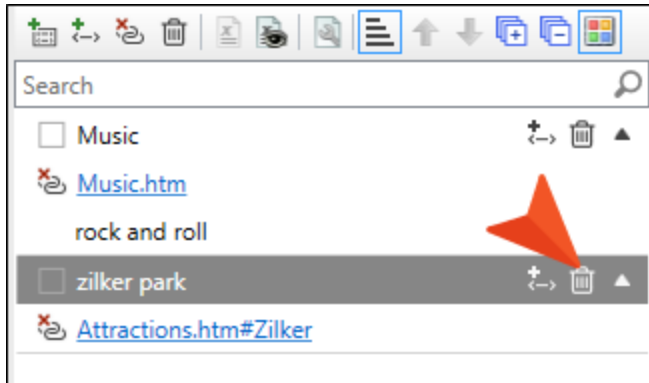 Search
Music
Music.htm
rock and roll
zilker park
Attractions.htm#Zilker